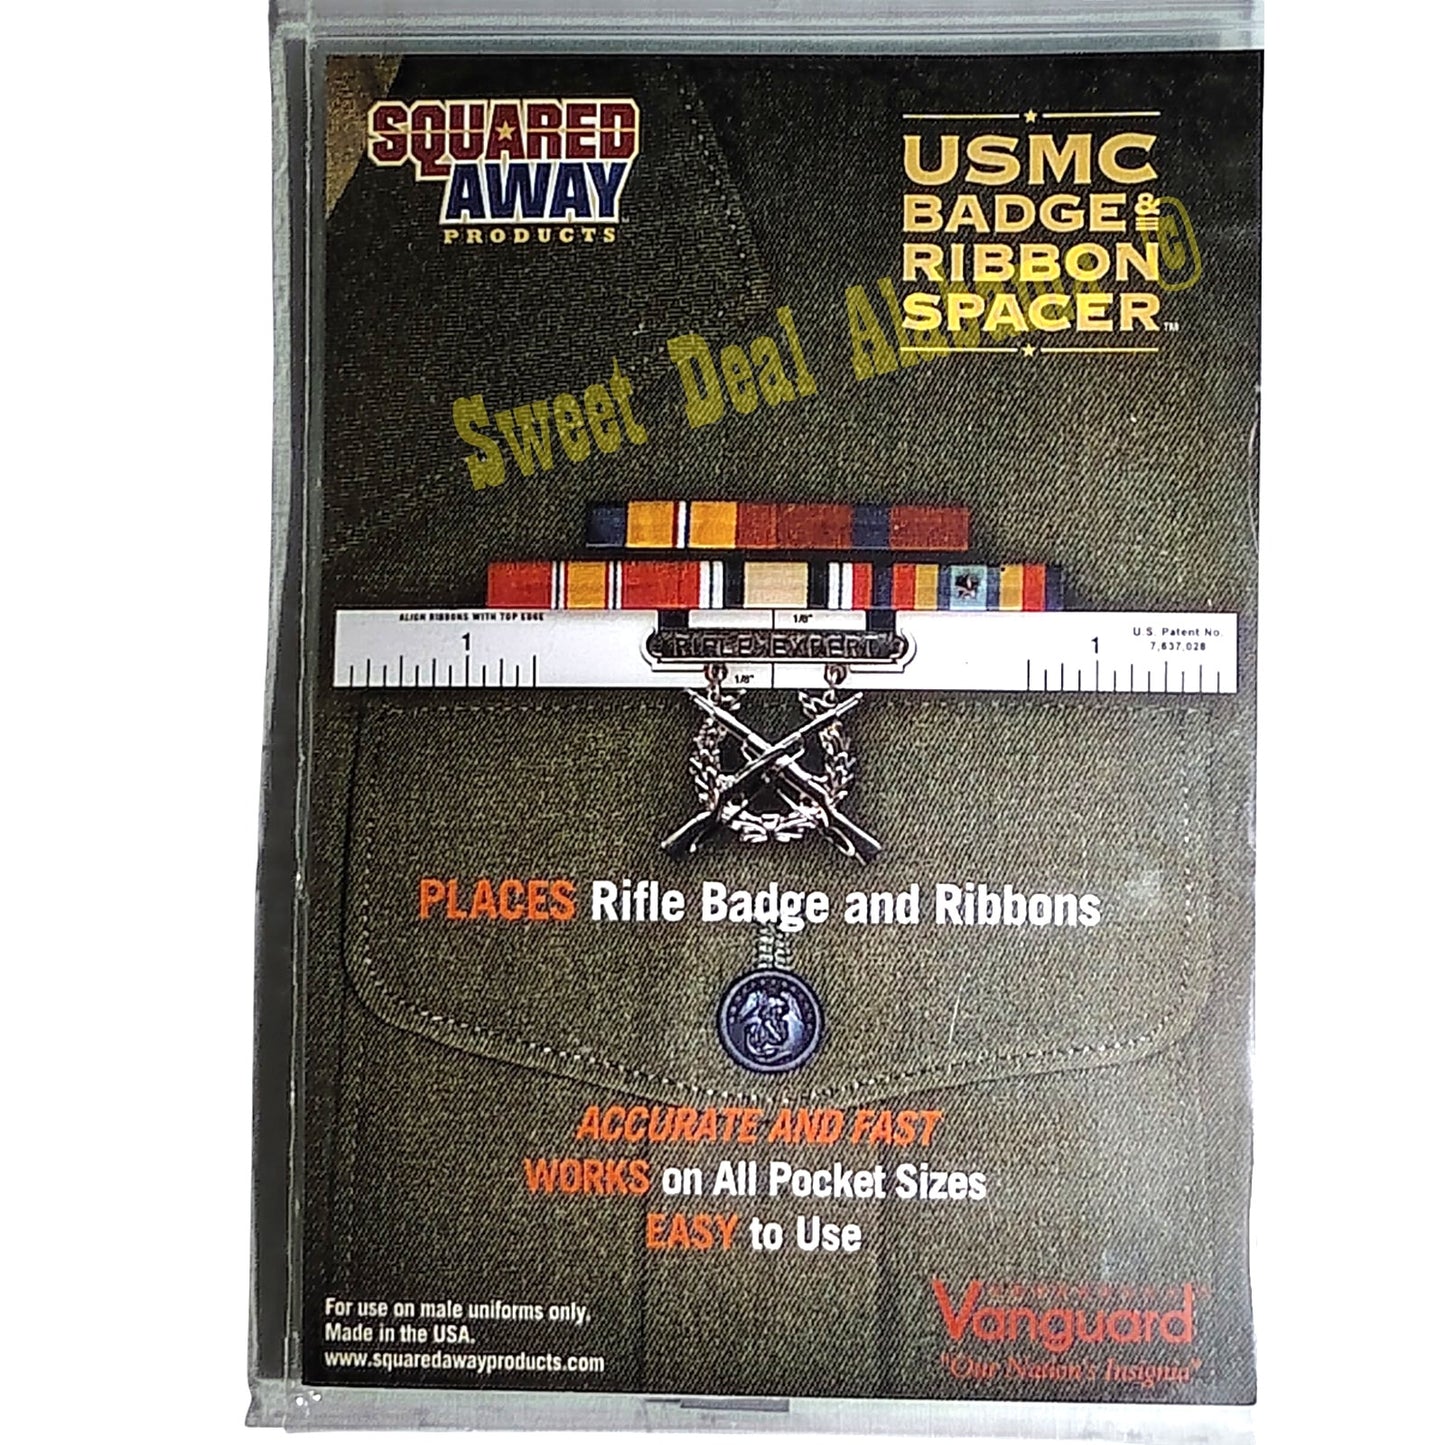 SQUARED
AWAY
PRODUCTS
USMC
BADGE &
RIBBON
SPACER™
Sweet Deal
ALIGN RIBBONS WITH TOP EDGE
1
1/8"
RIFLE EXPERT
1/8"
1
U.S. Patent No.
7,637,028
PLACES Rifle Badge and Ribbons
ACCURATE AND FAST
WORKS on All Pocket Sizes
EASY to Use
For use on male uniforms only.
Made in the USA.
www.squaredawayproducts.com
Vanguard
"Our Nation's Insignia"